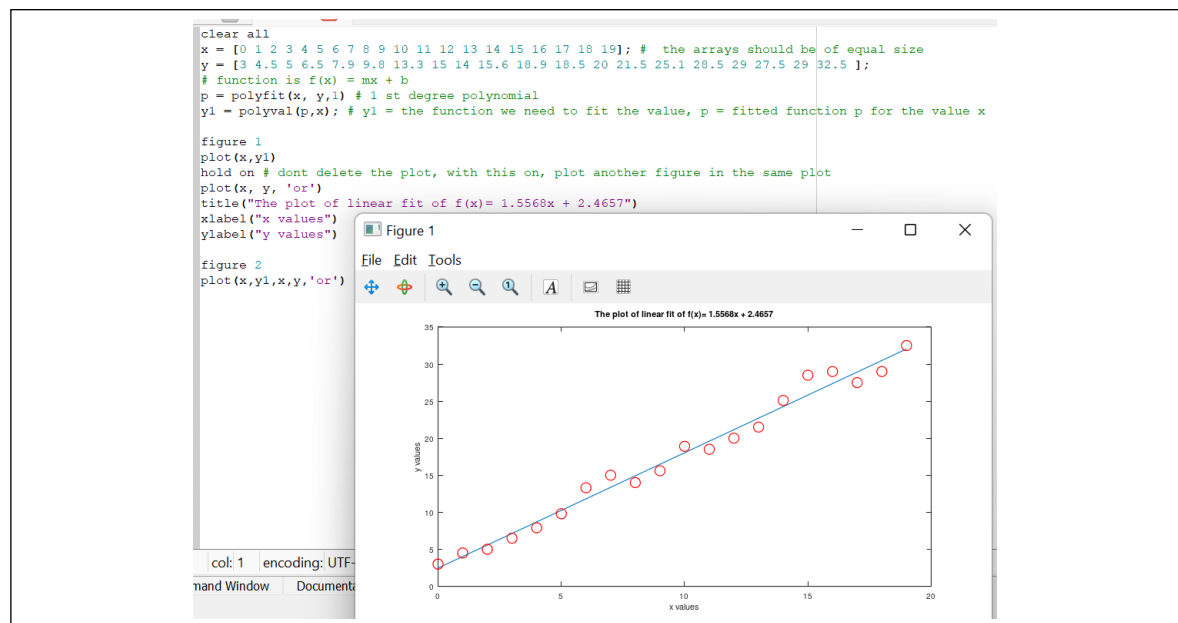 clear all
x = [0 1 2 3 4 5 6 7 8 9 10 11 12 13 14 15 16 17 18 19]; #  the arrays should be of equal size
y = [3 4.5 5 6.5 7.9 9.8 13.3 15 14 15.6 18.9 18.5 20 21.5 25.1 28.5 29 27.5 29 32.5 ];
# function is f(x) = mx + b
p = polyfit(x, y,1) # 1 st degree polynomial
y1 = polyval(p,x); # y1 = the function we need to fit the value, p = fitted function p for the value x
figure 1
plot(x,y1)
hold on # dont delete the plot, with this on, plot another figure in the same plot
plot(x, y, 'or')
title("The plot of linear fit of f(x)= 1.5568x + 2.4657")
xlabel("x values")
ylabel("y values")
figure 2
plot(x,y1,x,y,'or')
Figure 1
File Edit Tools
A
The plot of linear fit of f(x)= 1.5568x + 2.4657
35
30
25
20
15
10
5
0
y values
0 5 10 15 20
x values
col: 1 encoding: UTF-
mand Window Documenta